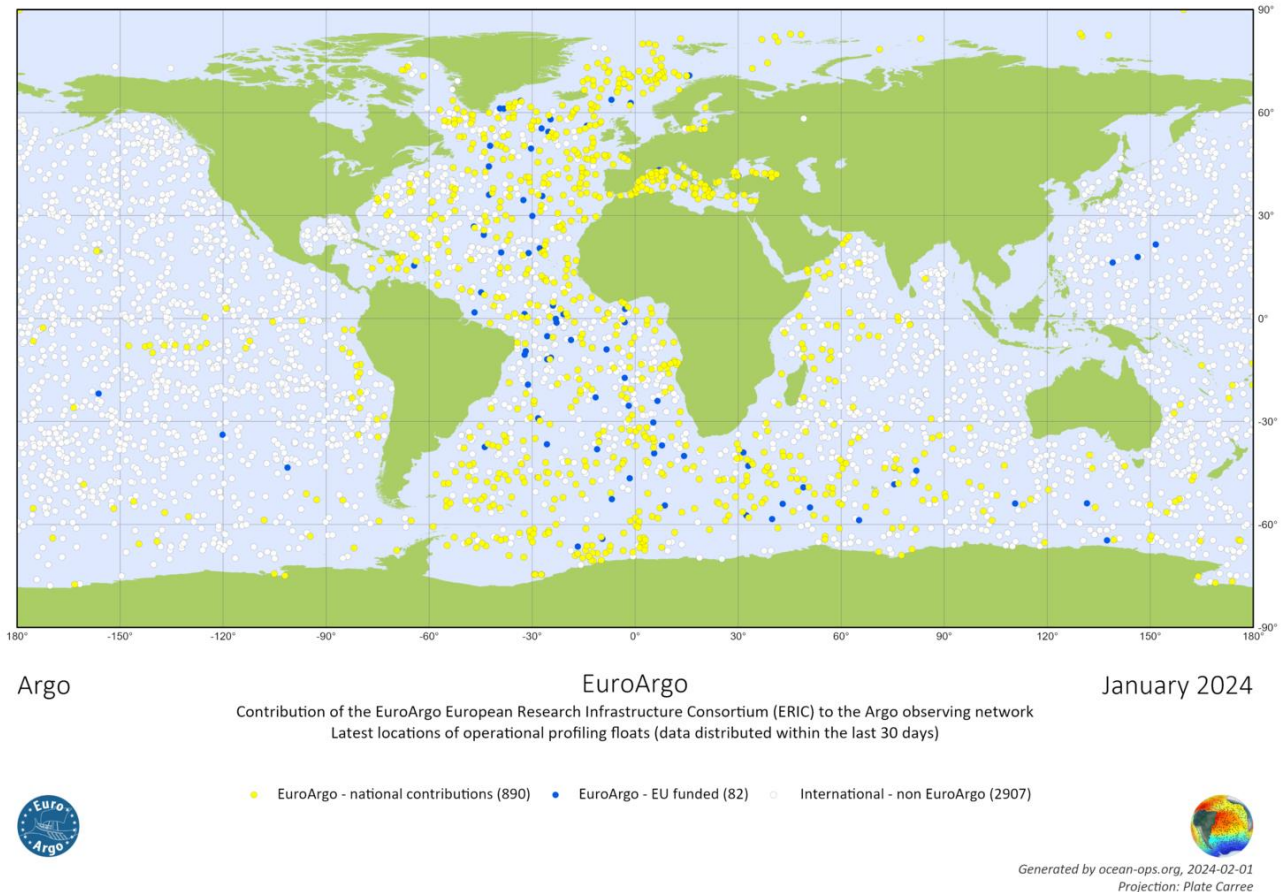 90°
60°
30°
0°
-30°
-60°
-90°
180° -150° -120° -90° -60° -30° 0° 30° 60° 90° 120° 150° 180°
Argo EuroArgo January 2024
Contribution of the EuroArgo European Research Infrastructure Consortium (ERIC) to the Argo observing network
Latest locations of operational profiling floats (data distributed within the last 30 days)
EuroArgo - national contributions (890) EuroArgo - EU funded (82) International - non EuroArgo (2907)
Euro
Argo
Generated by ocean-ops.org, 2024-02-01
Projection: Plate Carree